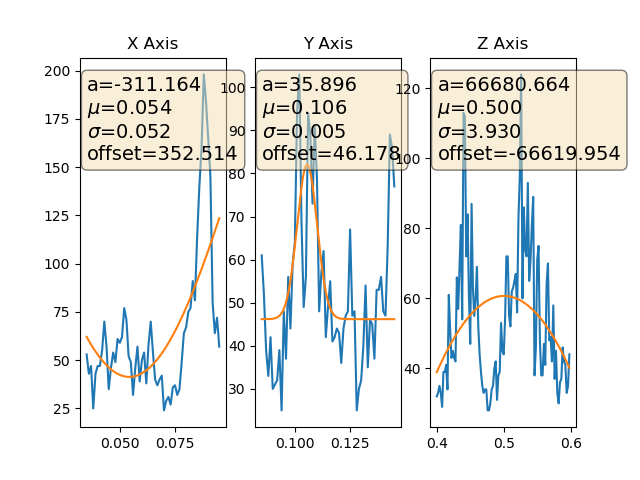 X Axis
Y Axis
Z Axis
a=-311.164
μ=0.054
σ=0.052
offset=352.514
a=35.896
μ=0.106
σ=0.005
offset=46.178
a=66680.664
μ=0.500
σ=3.930
offset=-66619.954
200
175
150
125
100
75
50
25
0.050 0.075
100
90
80
70
60
50
40
30
0.100 0.125
120
100
80
60
40
0.4 0.5 0.6